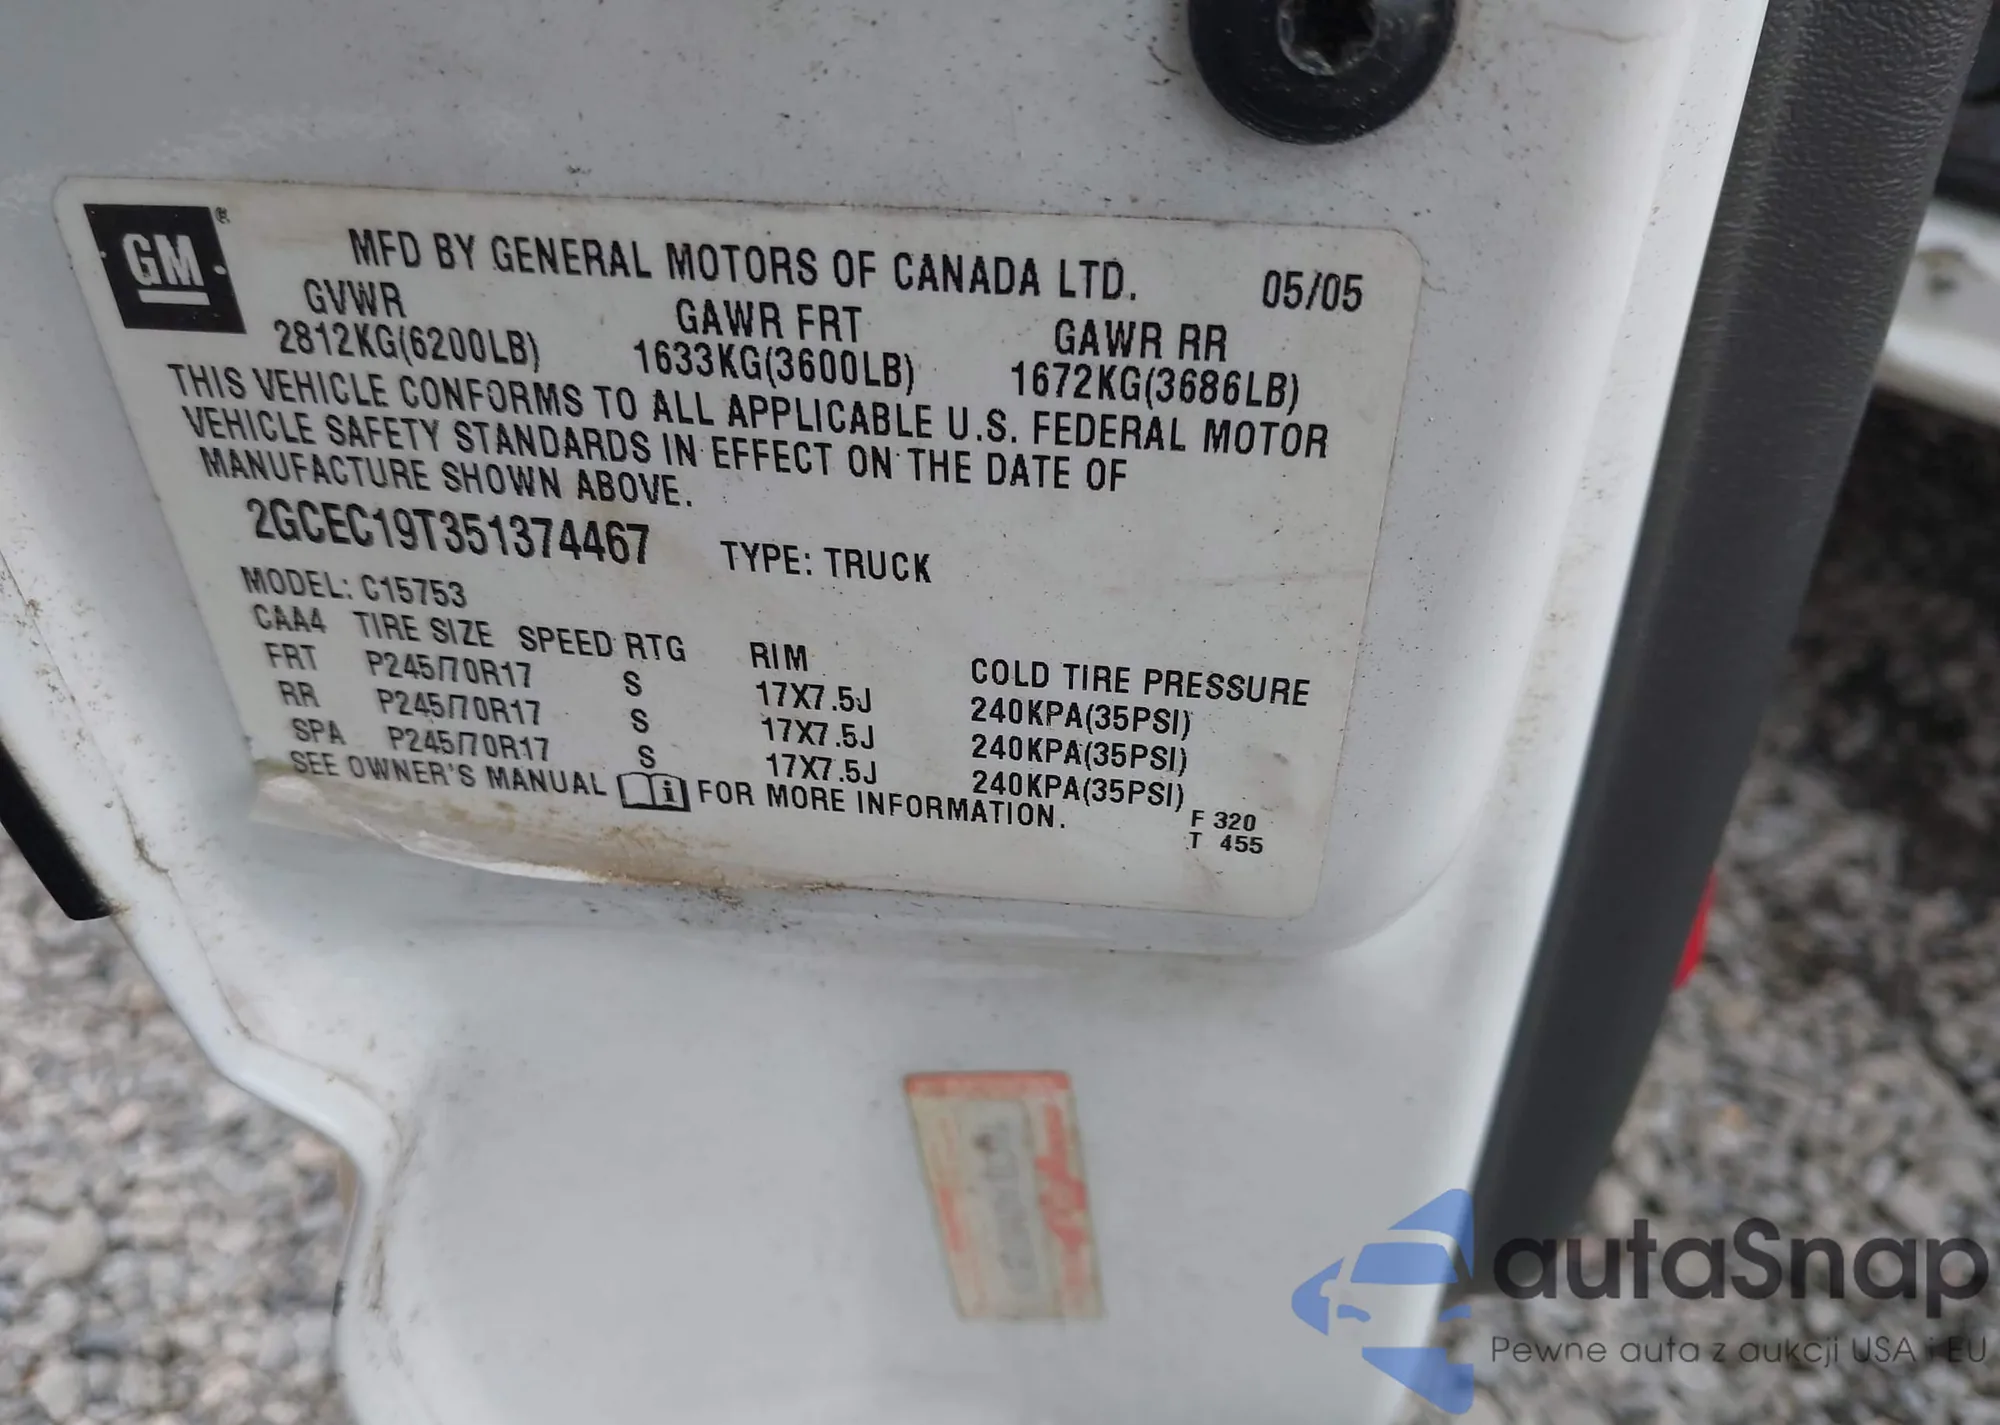 GM®
MFD BY GENERAL MOTORS OF CANADA LTD. 05/05
GVWR GAWR FRT GAWR RR
2812KG(6200LB) 1633KG(3600LB) 1672KG(3686LB)
THIS VEHICLE CONFORMS TO ALL APPLICABLE U.S. FEDERAL MOTOR
VEHICLE SAFETY STANDARDS IN EFFECT ON THE DATE OF
MANUFACTURE SHOWN ABOVE.
2GCEC19T351374467 TYPE: TRUCK
MODEL: C15753
CAA4 TIRE SIZE SPEED RTG RIM COLD TIRE PRESSURE
FRT P245/70R17 S 17X7.5J 240KPA(35PSI)
RR P245/70R17 S 17X7.5J 240KPA(35PSI)
SPA P245/70R17 S 17X7.5J 240KPA(35PSI)
SEE OWNER'S MANUAL i FOR MORE INFORMATION.
F 320
T 455
autaSnap
Pewne auta z aukcji USA i EU